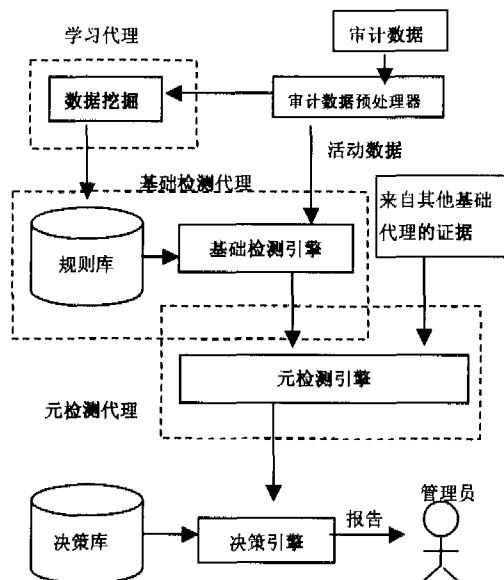 学习代理
审计数据
数据挖掘
审计数据预处理器
活动数据
基础检测代理
来自其他基础
代理的证据
规则库
基础检测引擎
元检测引擎
元检测代理
管理员
决策库
决策引擎
报告